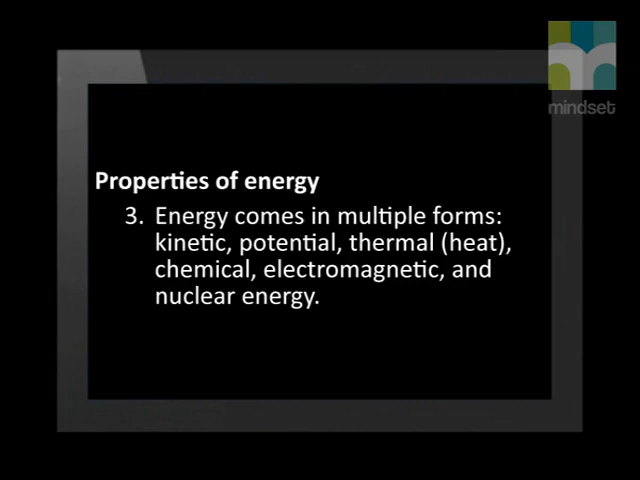 mindset
Properties of energy
3. Energy comes in multiple forms:
kinetic, potential, thermal (heat),
chemical, electromagnetic, and
nuclear energy.